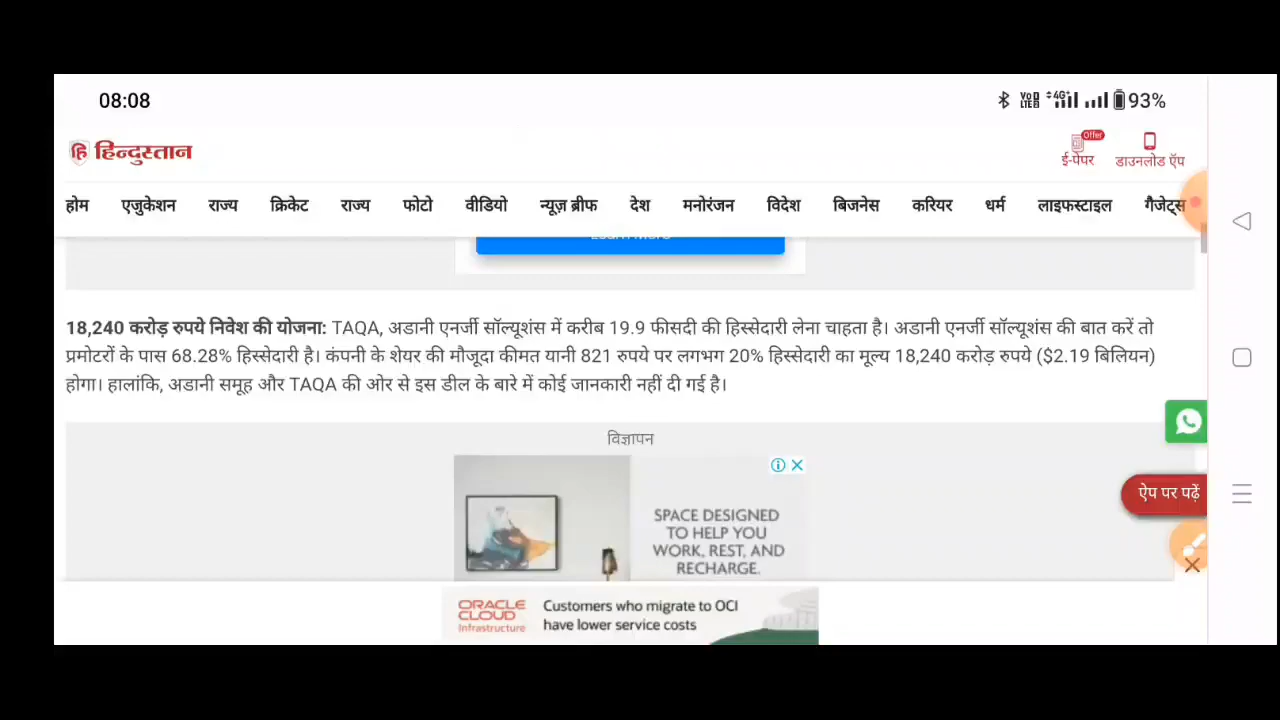 08:08
4G+
93%
हि हिन्दुस्तान
Offer
ई-पेपर
डाउनलोड ऍप
होम एजुकेशन राज्य क्रिकेट राज्य फोटो वीडियो न्यूज़ ब्रीफ देश मनोरंजन विदेश बिजनेस करियर धर्म लाइफस्टाइल गैजेट्स
Learn More
18,240 करोड़ रुपये निवेश की योजना: TAQA, अडानी एनर्जी सॉल्यूशंस में करीब 19.9 फीसदी की हिस्सेदारी लेना चाहता है। अडानी एनर्जी सॉल्यूशंस की बात करें तो
प्रमोटरों के पास 68.28% हिस्सेदारी है। कंपनी के शेयर की मौजूदा कीमत यानी 821 रुपये पर लगभग 20% हिस्सेदारी का मूल्य 18,240 करोड़ रुपये ($2.19 बिलियन)
होगा। हालांकि, अडानी समूह और TAQA की ओर से इस डील के बारे में कोई जानकारी नहीं दी गई है।
विज्ञापन
ऐप पर पढ़ें
SPACE DESIGNED
TO HELP YOU
WORK, REST, AND
RECHARGE.
ORACLE
CLOUD
Infrastructure
Customers who migrate to OCI
have lower service costs